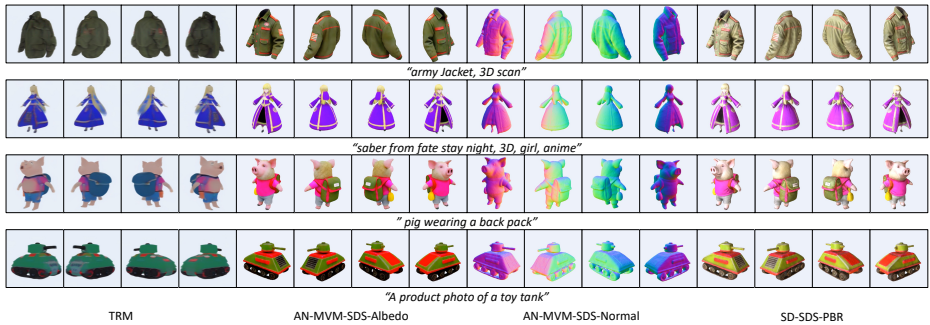 "army Jacket, 3D scan"
"saber from fate stay night, 3D, girl, anime"
" pig wearing a back pack"
"A product photo of a toy tank"
TRM AN-MVM-SDS-Albedo AN-MVM-SDS-Normal SD-SDS-PBR